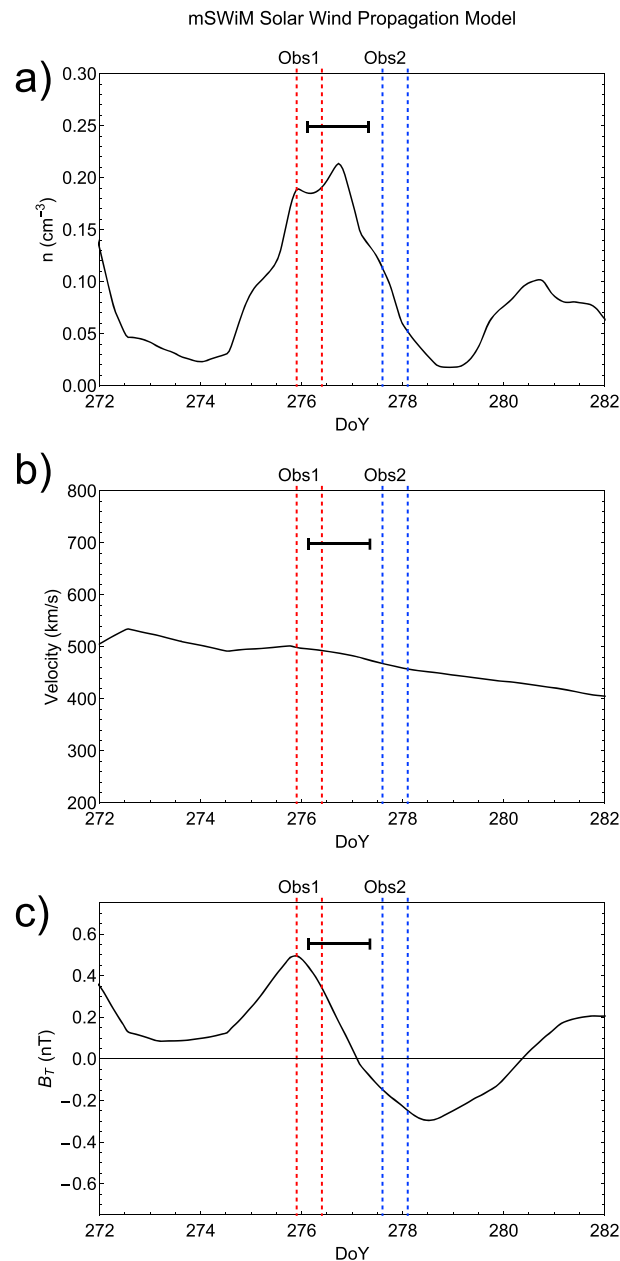 mSWiM Solar Wind Propagation Model
a)
Obs1 Obs2
0.30
0.25
0.20
0.15
0.10
0.05
0.00
n (cm⁻³)
272 274 276 278 280 282
DoY
b)
Obs1 Obs2
800
700
600
500
400
300
200
Velocity (km/s)
272 274 276 278 280 282
DoY
c)
Obs1 Obs2
0.6
0.4
0.2
0.0
−0.2
−0.4
−0.6
B_T (nT)
272 274 276 278 280 282
DoY